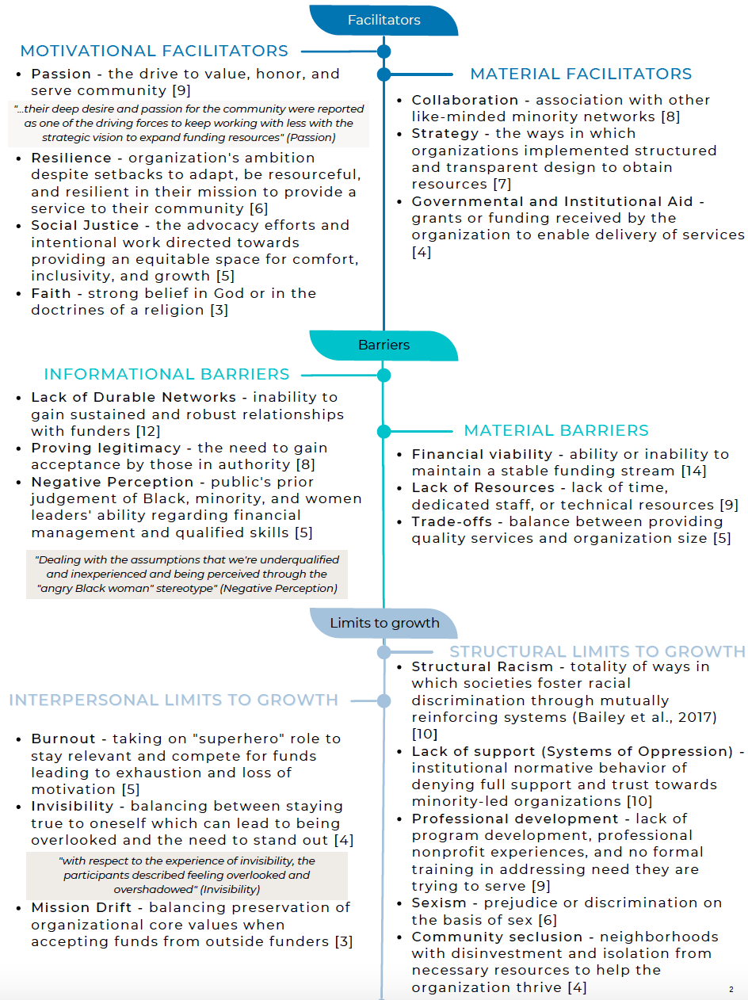 Facilitators
MOTIVATIONAL FACILITATORS
• Passion - the drive to value, honor, and
serve community [9]
"...their deep desire and passion for the community were reported
as one of the driving forces to keep working with less with the
strategic vision to expand funding resources" (Passion)
• Resilience - organization's ambition
despite setbacks to adapt, be resourceful,
and resilient in their mission to provide a
service to their community [6]
• Social Justice - the advocacy efforts and
intentional work directed towards
providing an equitable space for comfort,
inclusivity, and growth [5]
• Faith - strong belief in God or in the
doctrines of a religion [3]
MATERIAL FACILITATORS
• Collaboration - association with other
like-minded minority networks [8]
• Strategy - the ways in which
organizations implemented structured
and transparent design to obtain
resources [7]
• Governmental and Institutional Aid -
grants or funding received by the
organization to enable delivery of services
[4]
Barriers
INFORMATIONAL BARRIERS
• Lack of Durable Networks - inability to
gain sustained and robust relationships
with funders [12]
• Proving legitimacy - the need to gain
acceptance by those in authority [8]
• Negative Perception - public's prior
judgement of Black, minority, and women
leaders' ability regarding financial
management and qualified skills [5]
"Dealing with the assumptions that we're underqualified
and inexperienced and being perceived through the
"angry Black woman" stereotype" (Negative Perception)
MATERIAL BARRIERS
• Financial viability - ability or inability to
maintain a stable funding stream [14]
• Lack of Resources - lack of time,
dedicated staff, or technical resources [9]
• Trade-offs - balance between providing
quality services and organization size [5]
Limits to growth
INTERPERSONAL LIMITS TO GROWTH
• Burnout - taking on "superhero" role to
stay relevant and compete for funds
leading to exhaustion and loss of
motivation [5]
• Invisibility - balancing between staying
true to oneself which can lead to being
overlooked and the need to stand out [4]
"with respect to the experience of invisibility, the
participants described feeling overlooked and
overshadowed" (Invisibility)
• Mission Drift - balancing preservation of
organizational core values when
accepting funds from outside funders [3]
STRUCTURAL LIMITS TO GROWTH
• Structural Racism - totality of ways in
which societies foster racial
discrimination through mutually
reinforcing systems (Bailey et al., 2017)
[10]
• Lack of support (Systems of Oppression) -
institutional normative behavior of
denying full support and trust towards
minority-led organizations [10]
• Professional development - lack of
program development, professional
nonprofit experiences, and no formal
training in addressing need they are
trying to serve [9]
• Sexism - prejudice or discrimination on
the basis of sex [6]
• Community seclusion - neighborhoods
with disinvestment and isolation from
necessary resources to help the
organization thrive [4]
2